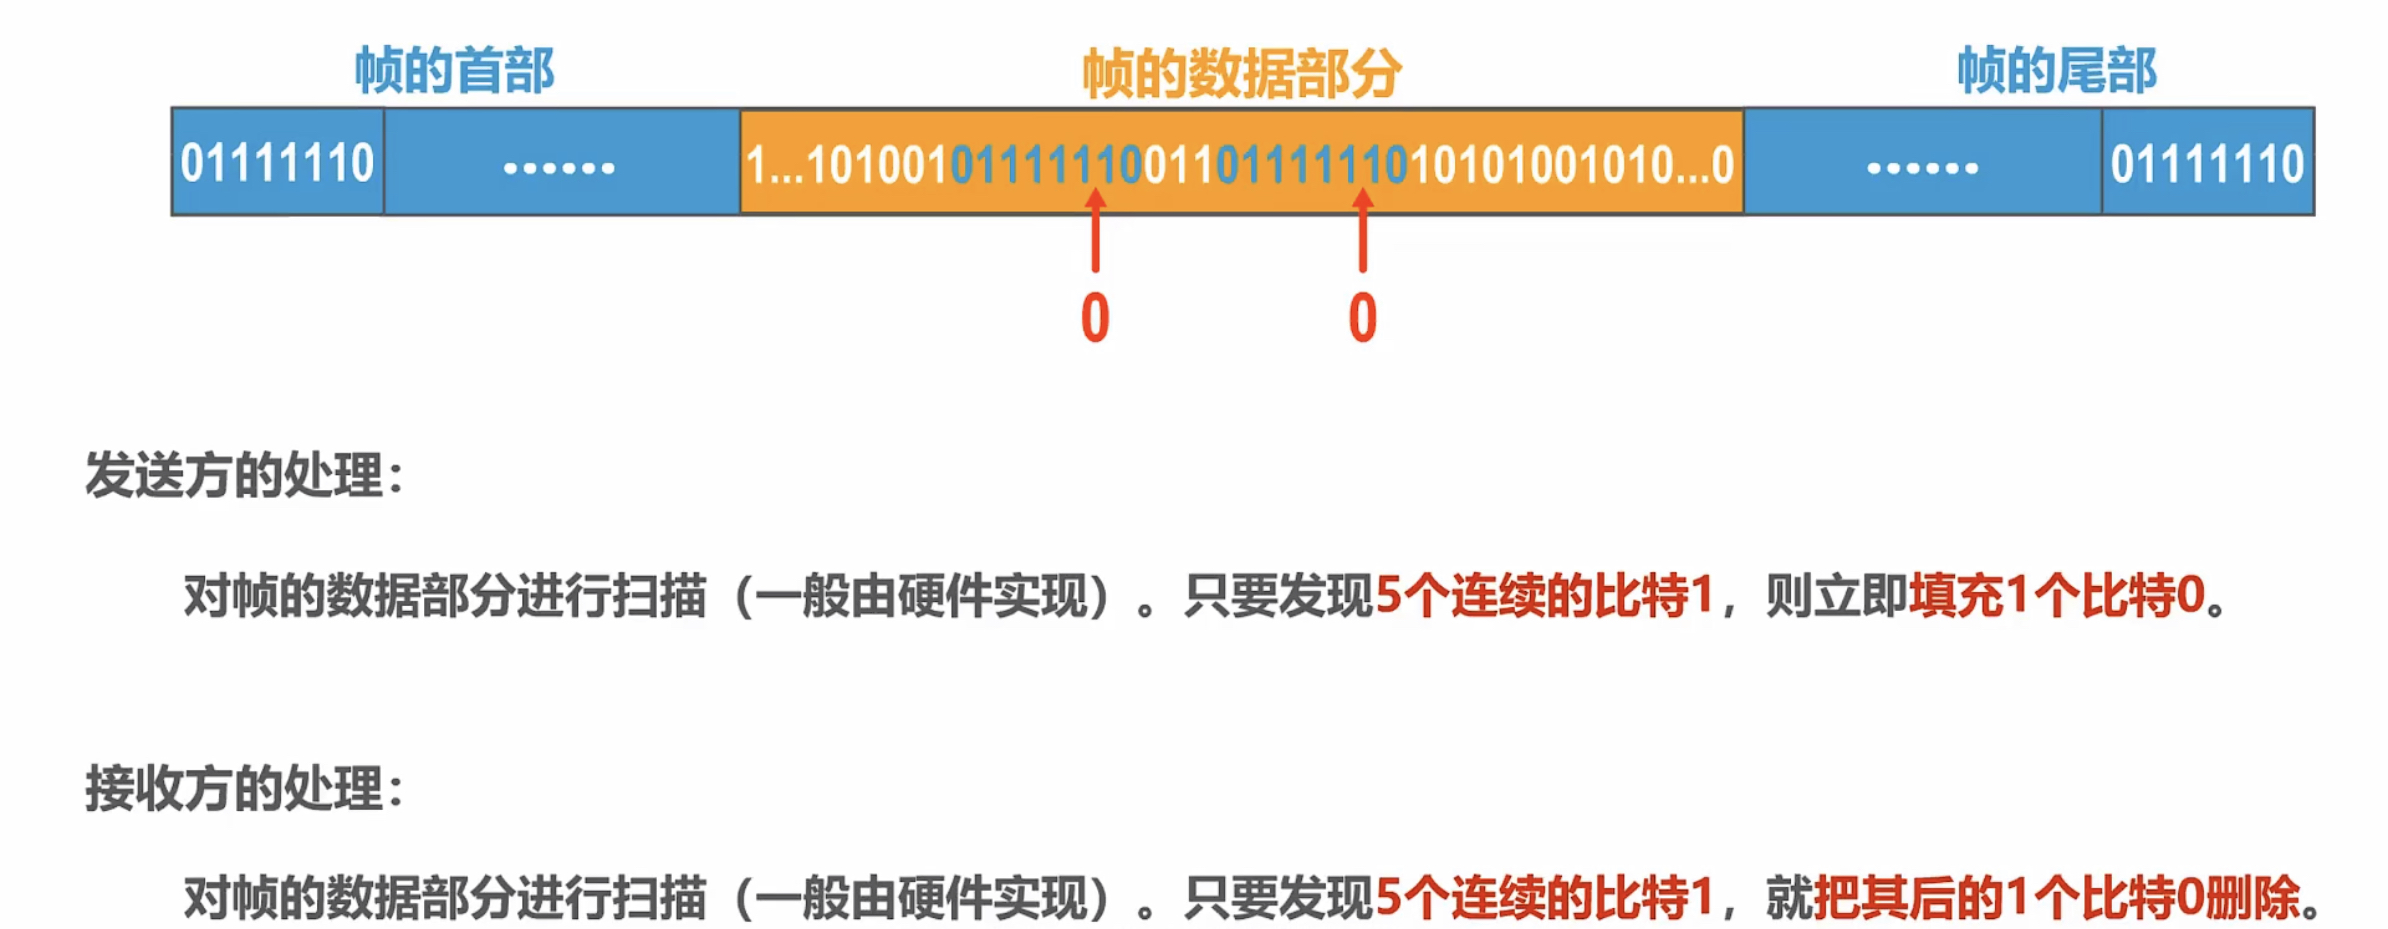 帧的首部 帧的数据部分 帧的尾部
01111110 …… 1...101001011111100110111111010101001010...0 …… 01111110
0 0
发送方的处理：
对帧的数据部分进行扫描（一般由硬件实现）。只要发现5个连续的比特1，则立即填充1个比特0。
接收方的处理：
对帧的数据部分进行扫描（一般由硬件实现）。只要发现5个连续的比特1，就把其后的1个比特0删除。